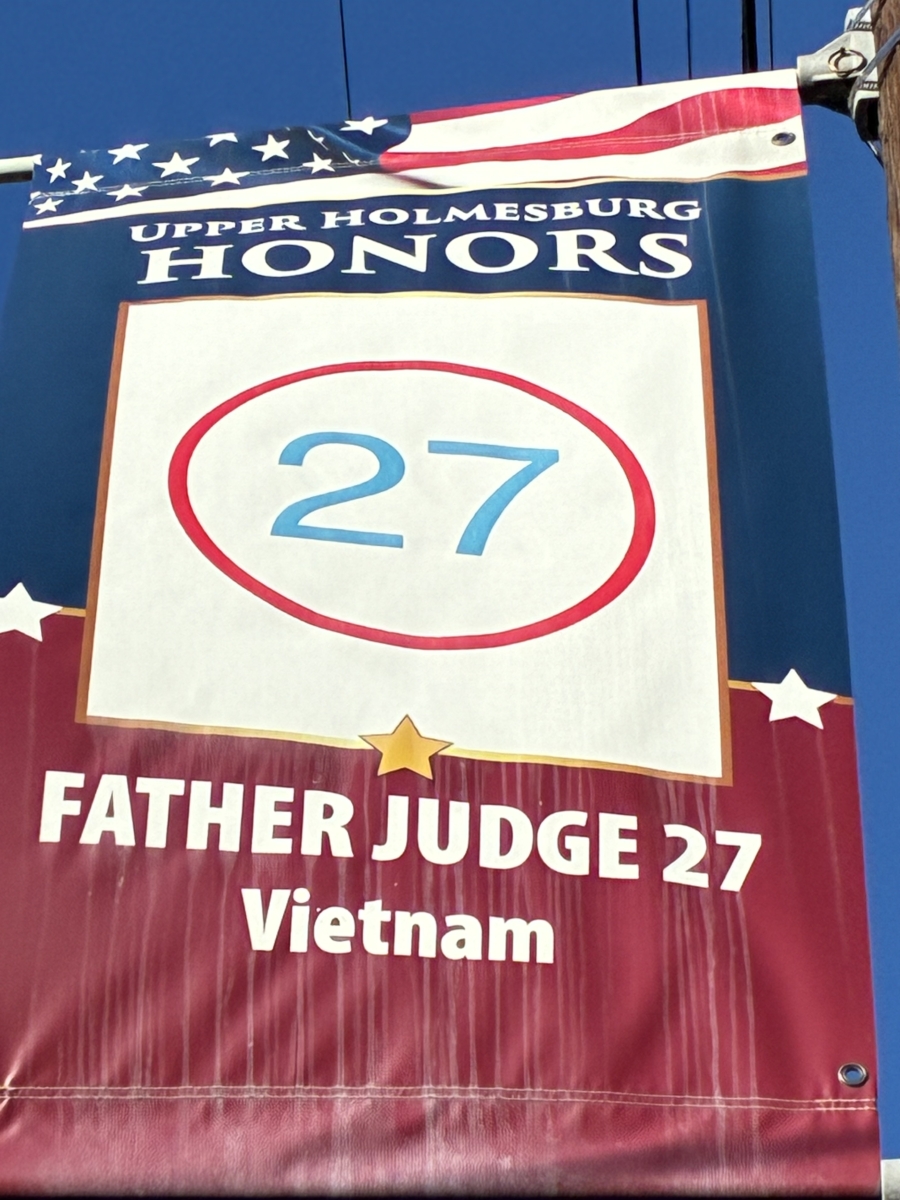 UPPER HOLMESBURG
HONORS
27
FATHER JUDGE 27
Vietnam